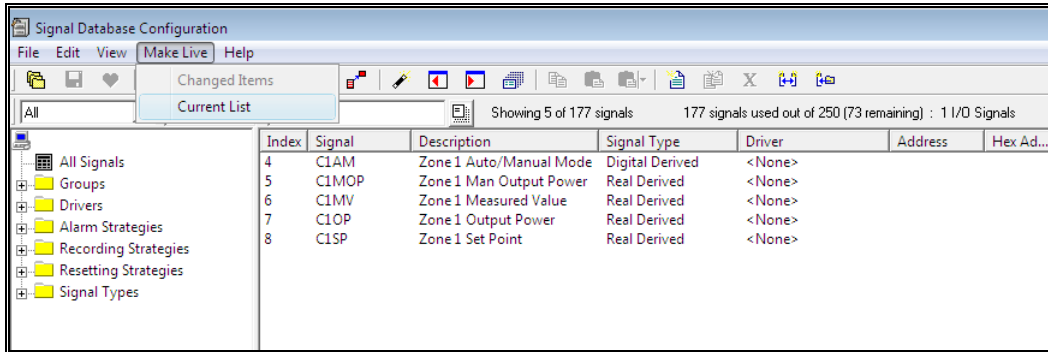 Signal Database Configuration
File Edit View Make Live Help
Changed Items
Current List
All
Showing 5 of 177 signals 177 signals used out of 250 (73 remaining) : 1 I/O Signals
Index Signal Description Signal Type Driver Address Hex Ad...
All Signals
Groups
Drivers
Alarm Strategies
Recording Strategies
Resetting Strategies
Signal Types
4 C1AM Zone 1 Auto/Manual Mode Digital Derived <None>
5 C1MOP Zone 1 Man Output Power Real Derived <None>
6 C1MV Zone 1 Measured Value Real Derived <None>
7 C1OP Zone 1 Output Power Real Derived <None>
8 C1SP Zone 1 Set Point Real Derived <None>